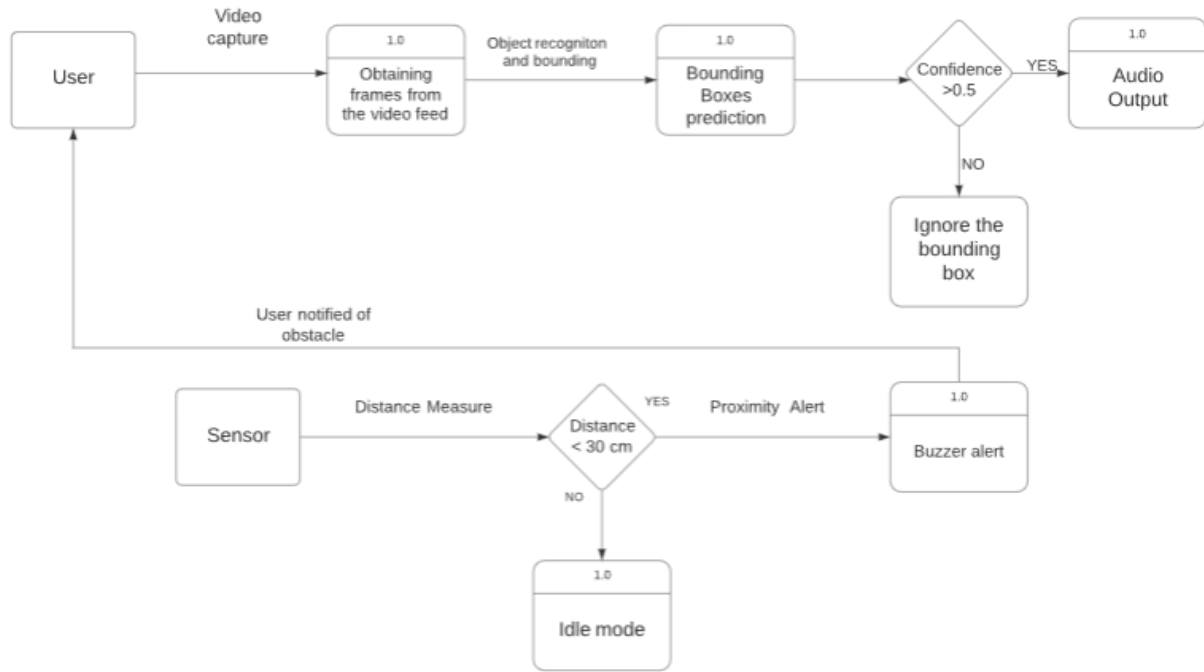 Video
capture
User
1.0
Obtaining
frames from
the video feed
Object recogniton
and bounding
1.0
Bounding
Boxes
prediction
Confidence
>0.5
YES
1.0
Audio
Output
NO
Ignore the
bounding
box
User notified of
obstacle
Sensor
Distance Measure
Distance
< 30 cm
YES
Proximity Alert
1.0
Buzzer alert
NO
1.0
Idle mode